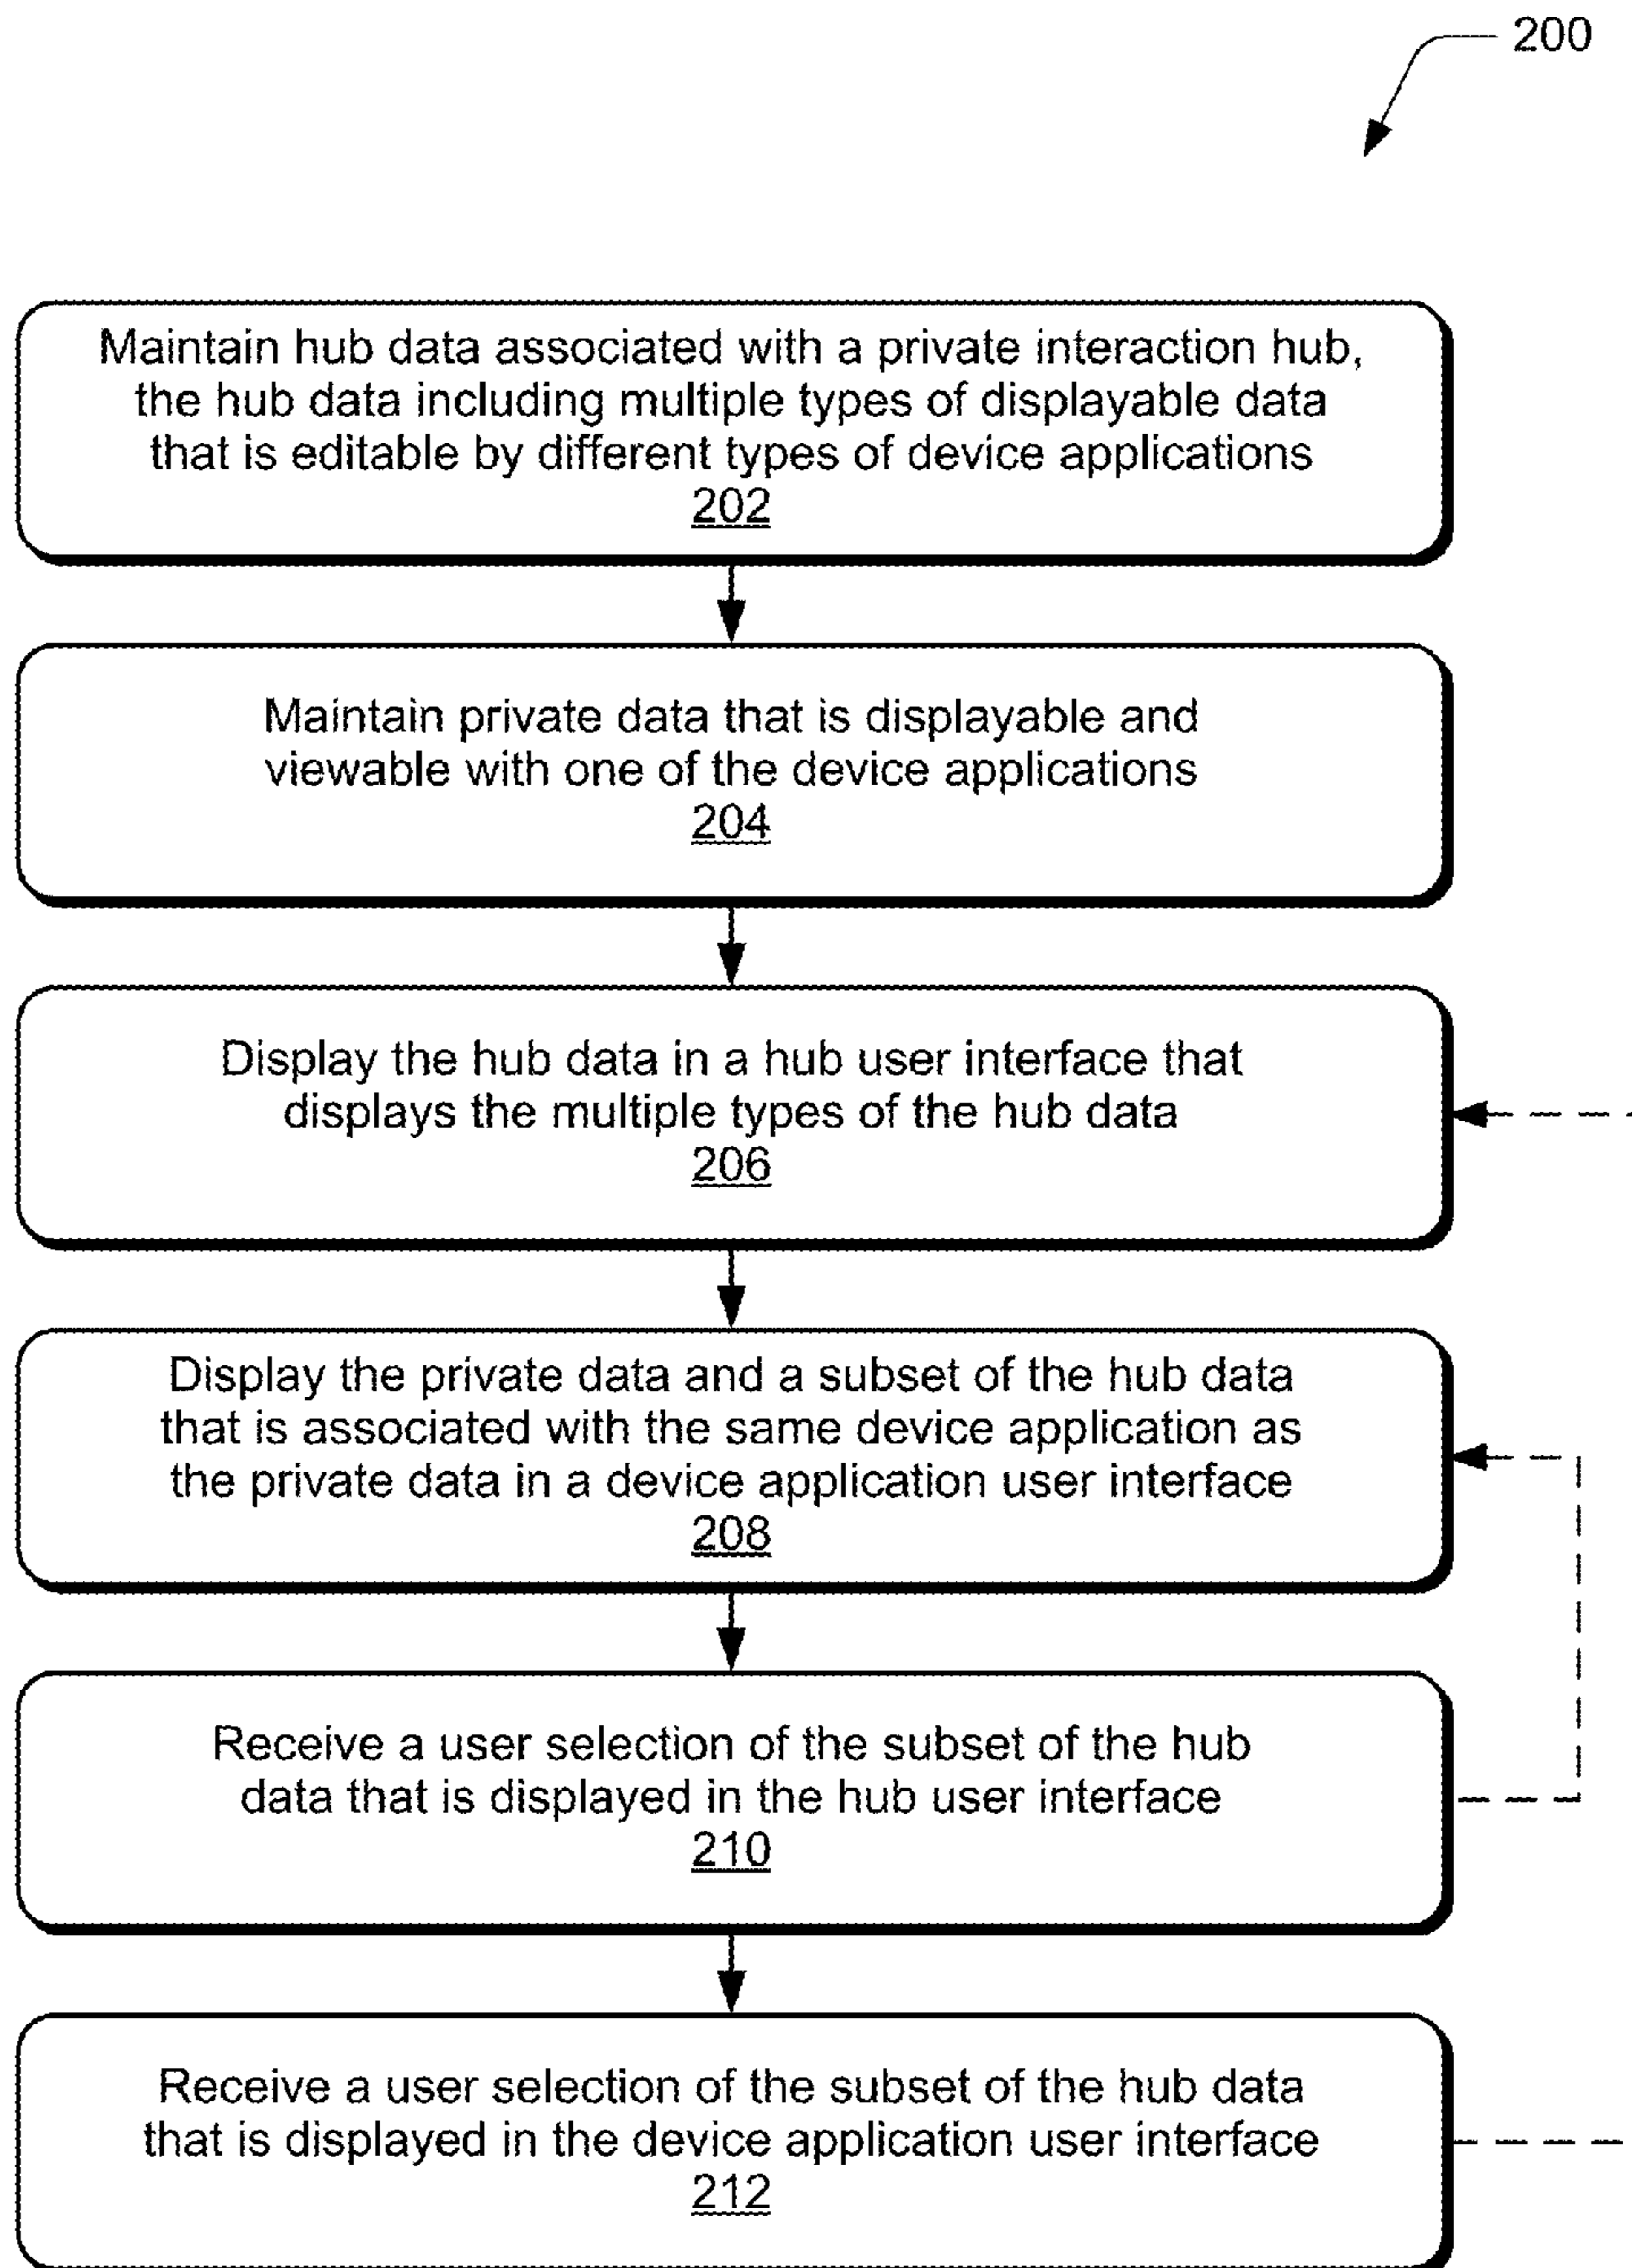 200
Maintain hub data associated with a private interaction hub,
the hub data including multiple types of displayable data
that is editable by different types of device applications
202
Maintain private data that is displayable and
viewable with one of the device applications
204
Display the hub data in a hub user interface that
displays the multiple types of the hub data
206
Display the private data and a subset of the hub data
that is associated with the same device application as
the private data in a device application user interface
208
Receive a user selection of the subset of the hub
data that is displayed in the hub user interface
210
Receive a user selection of the subset of the hub data
that is displayed in the device application user interface
212